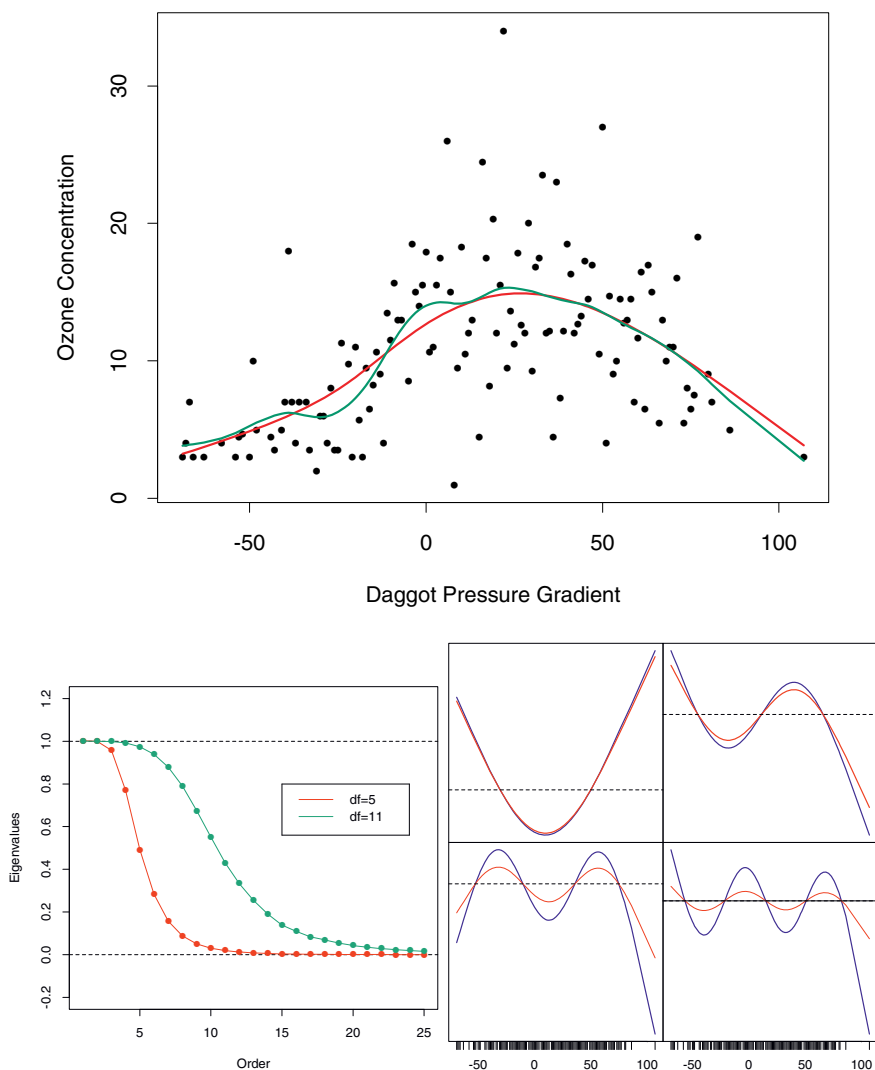 Ozone Concentration
30
20
10
0
-50 0 50 100
Daggot Pressure Gradient
Eigenvalues
1.2
1.0
0.8
0.6
0.4
0.2
0.0
-0.2
df=5
df=11
5 10 15 20 25
Order
-50 0 50 100
-50 0 50 100